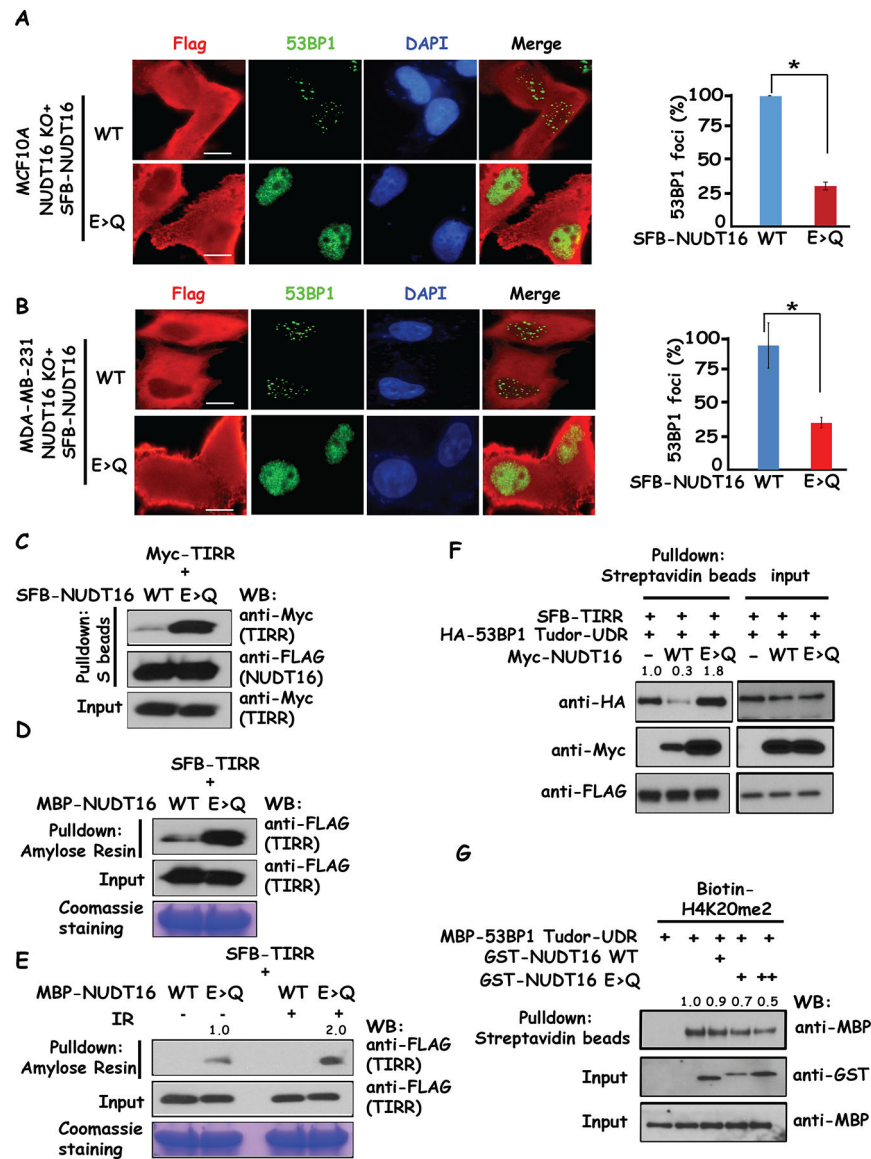 A
Flag 53BP1 DAPI Merge
MCF10A
NUDT16 KO+
SFB-NUDT16
WT
E>Q
*
53BP1 foci (%)
100
75
50
25
0
SFB-NUDT16 WT E>Q
B
Flag 53BP1 DAPI Merge
MDA-MB-231
NUDT16 KO+
SFB-NUDT16
WT
E>Q
*
53BP1 foci (%)
100
75
50
25
0
SFB-NUDT16 WT E>Q
C
Myc-TIRR
+
SFB-NUDT16 WT E>Q WB:
Pulldown:
S beads
anti-Myc
(TIRR)
anti-FLAG
(NUDT16)
Input anti-Myc
(TIRR)
D
SFB-TIRR
+
MBP-NUDT16 WT E>Q WB:
Pulldown:
Amylose Resin
anti-FLAG
(TIRR)
Input anti-FLAG
(TIRR)
Coomassie
staining
E
SFB-TIRR
+
MBP-NUDT16 WT E>Q WT E>Q
IR - - + +
1.0 2.0 WB:
Pulldown:
Amylose Resin
anti-FLAG
(TIRR)
Input anti-FLAG
(TIRR)
Coomassie
staining
F
Pulldown:
Streptavidin beads input
SFB-TIRR + + + + + +
HA-53BP1 Tudor-UDR + + + + + +
Myc-NUDT16 - WT E>Q - WT E>Q
1.0 0.3 1.8
anti-HA
anti-Myc
anti-FLAG
G
Biotin-
H4K20me2
MBP-53BP1 Tudor-UDR + + + + +
GST-NUDT16 WT +
GST-NUDT16 E>Q + ++
1.0 0.9 0.7 0.5 WB:
Pulldown:
Streptavidin beads
anti-MBP
Input anti-GST
Input anti-MBP